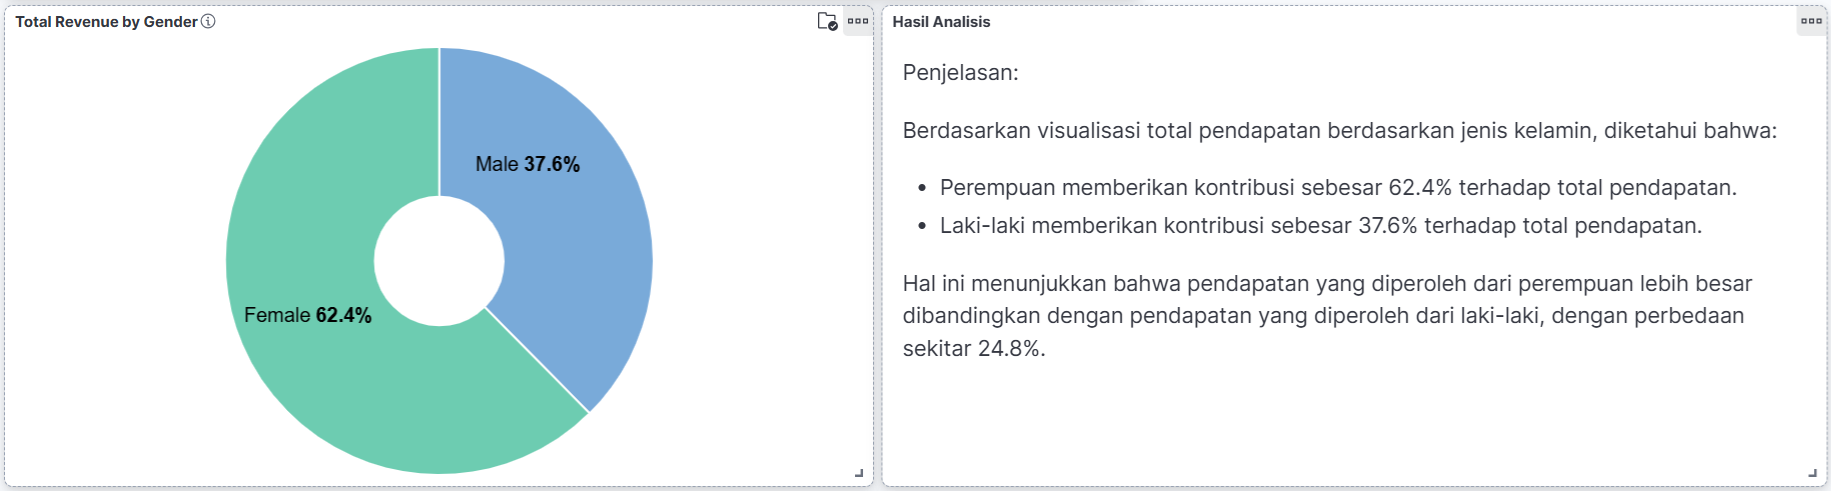 Total Revenue by Gender
Male 37.6%
Female 62.4%
Hasil Analisis
Penjelasan:
Berdasarkan visualisasi total pendapatan berdasarkan jenis kelamin, diketahui bahwa:
• Perempuan memberikan kontribusi sebesar 62.4% terhadap total pendapatan.
• Laki-laki memberikan kontribusi sebesar 37.6% terhadap total pendapatan.
Hal ini menunjukkan bahwa pendapatan yang diperoleh dari perempuan lebih besar
dibandingkan dengan pendapatan yang diperoleh dari laki-laki, dengan perbedaan
sekitar 24.8%.